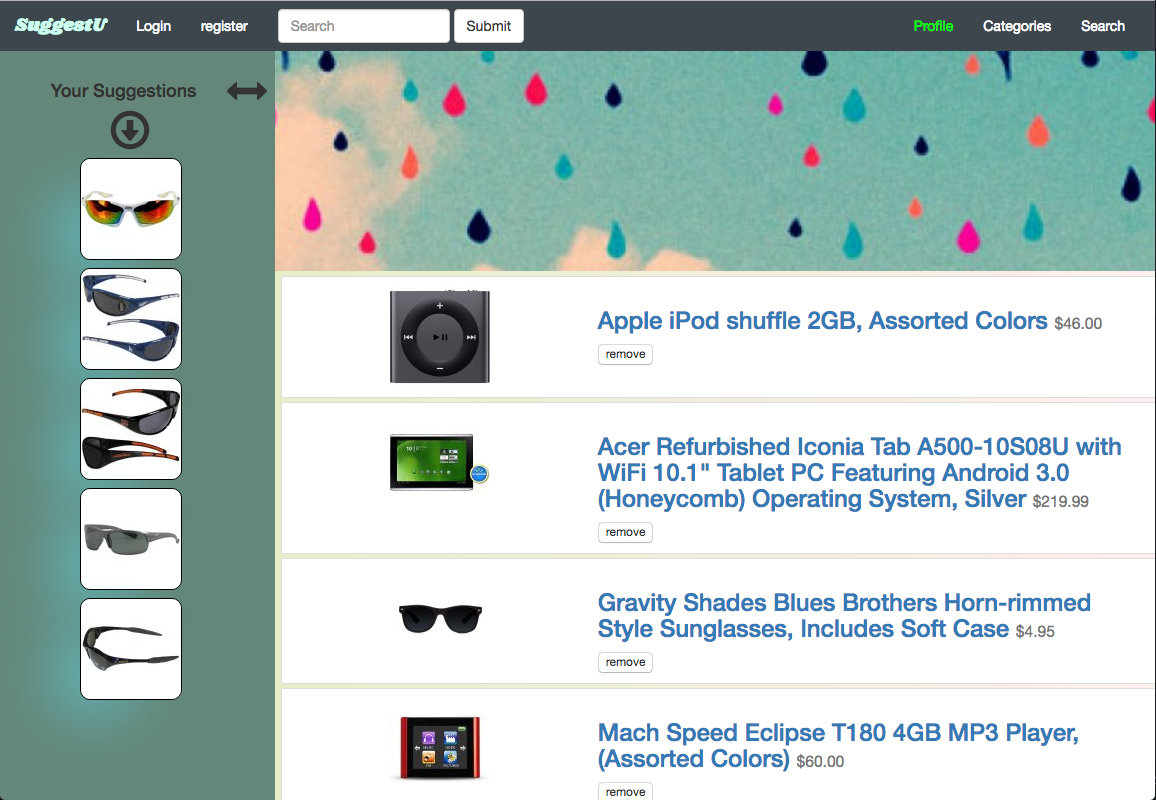 SuggestU Login register Search Submit Profile Categories Search
Your Suggestions
Apple iPod shuffle 2GB, Assorted Colors $46.00
remove
Acer Refurbished Iconia Tab A500-10S08U with
WiFi 10.1" Tablet PC Featuring Android 3.0
(Honeycomb) Operating System, Silver $219.99
remove
Gravity Shades Blues Brothers Horn-rimmed
Style Sunglasses, Includes Soft Case $4.95
remove
Mach Speed Eclipse T180 4GB MP3 Player,
(Assorted Colors) $60.00
remove